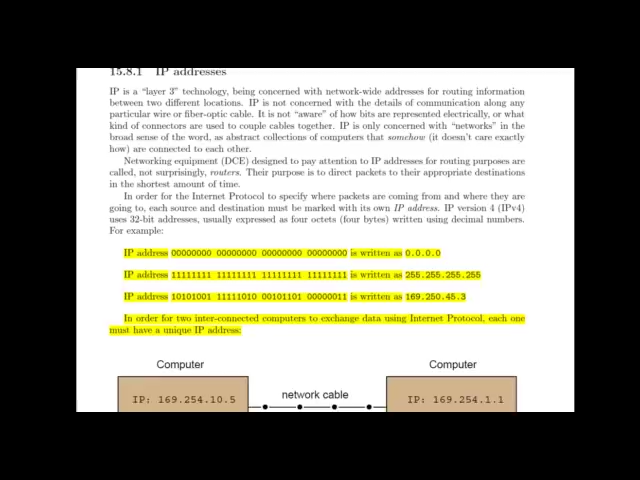 15.8.1 IP addresses
IP is a "layer 3" technology, being concerned with network-wide addresses for routing information
between two different locations. IP is not concerned with the details of communication along any
particular wire or fiber-optic cable. It is not "aware" of how bits are represented electrically, or what
kind of connectors are used to couple cables together. IP is only concerned with "networks" in the
broad sense of the word, as abstract collections of computers that somehow (it doesn't care exactly
how) are connected to each other.
Networking equipment (DCE) designed to pay attention to IP addresses for routing purposes are
called, not surprisingly, routers. Their purpose is to direct packets to their appropriate destinations
in the shortest amount of time.
In order for the Internet Protocol to specify where packets are coming from and where they are
going to, each source and destination must be marked with its own IP address. IP version 4 (IPv4)
uses 32-bit addresses, usually expressed as four octets (four bytes) written using decimal numbers.
For example:
IP address 00000000 00000000 00000000 00000000 is written as 0.0.0.0
IP address 11111111 11111111 11111111 11111111 is written as 255.255.255.255
IP address 10101001 11111010 00101101 00000011 is written as 169.250.45.3
In order for two inter-connected computers to exchange data using Internet Protocol, each one
must have a unique IP address:
Computer Computer
network cable
IP: 169.254.10.5 IP: 169.254.1.1